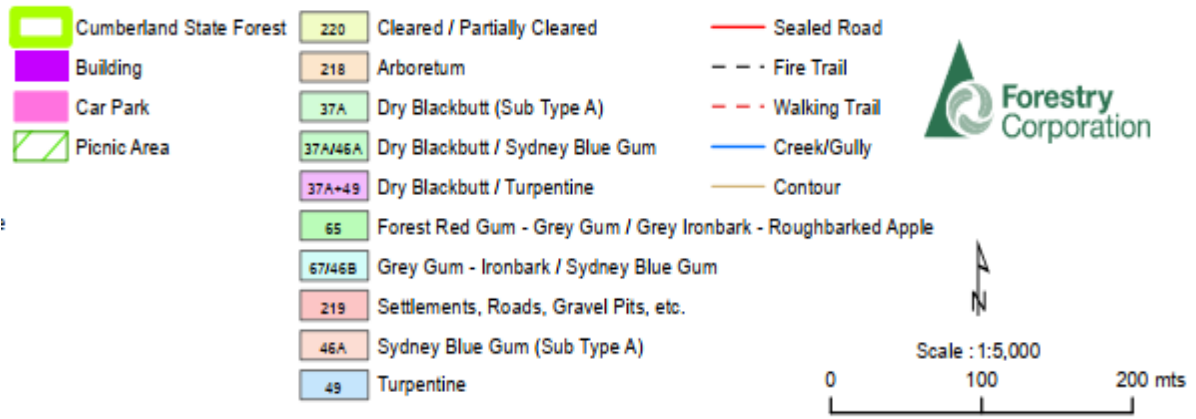 Cumberland State Forest
Building
Car Park
Picnic Area
220 Cleared / Partially Cleared
218 Arboretum
37A Dry Blackbutt (Sub Type A)
37A/46A Dry Blackbutt / Sydney Blue Gum
37A+49 Dry Blackbutt / Turpentine
65 Forest Red Gum - Grey Gum / Grey Ironbark - Roughbarked Apple
67/46B Grey Gum - Ironbark / Sydney Blue Gum
219 Settlements, Roads, Gravel Pits, etc.
46A Sydney Blue Gum (Sub Type A)
49 Turpentine
Sealed Road
Fire Trail
Walking Trail
Creek/Gully
Contour
Forestry
Corporation
N
Scale : 1:5,000
0 100 200 mts